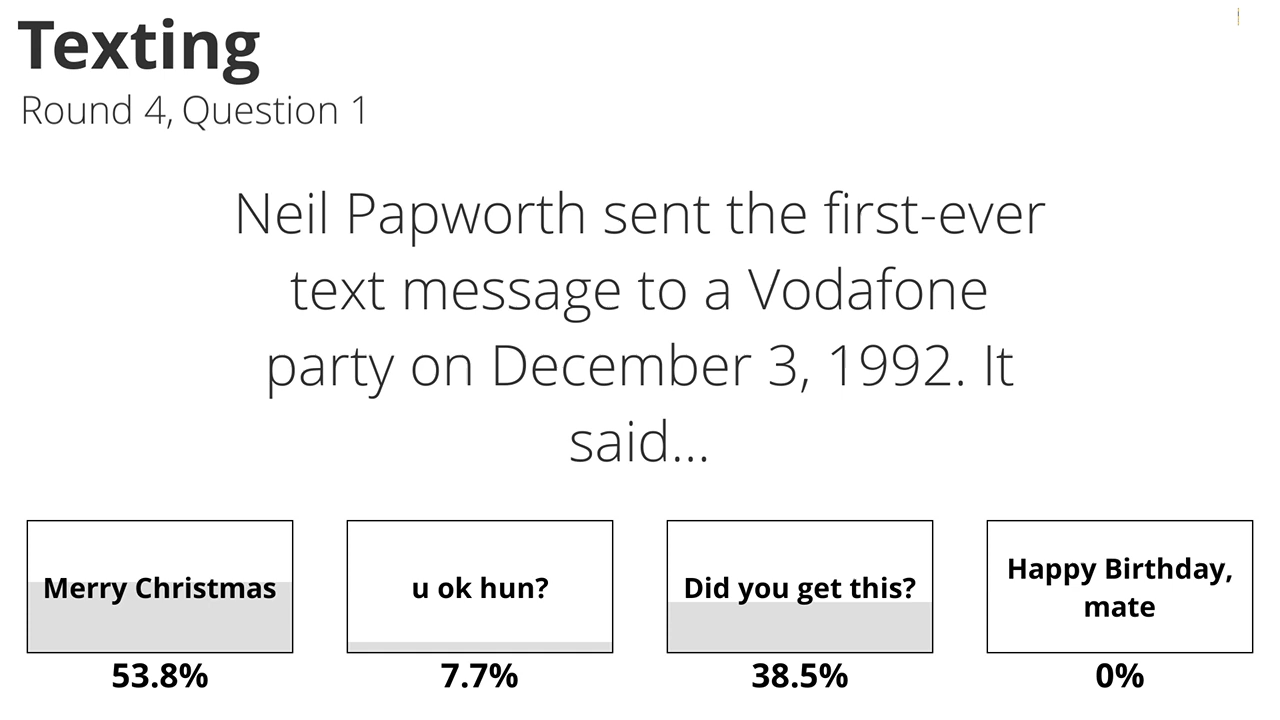 Texting
Round 4, Question 1
Neil Papworth sent the first-ever
text message to a Vodafone
party on December 3, 1992. It
said...
Merry Christmas
u ok hun?
Did you get this?
Happy Birthday,
mate
53.8%
7.7%
38.5%
0%